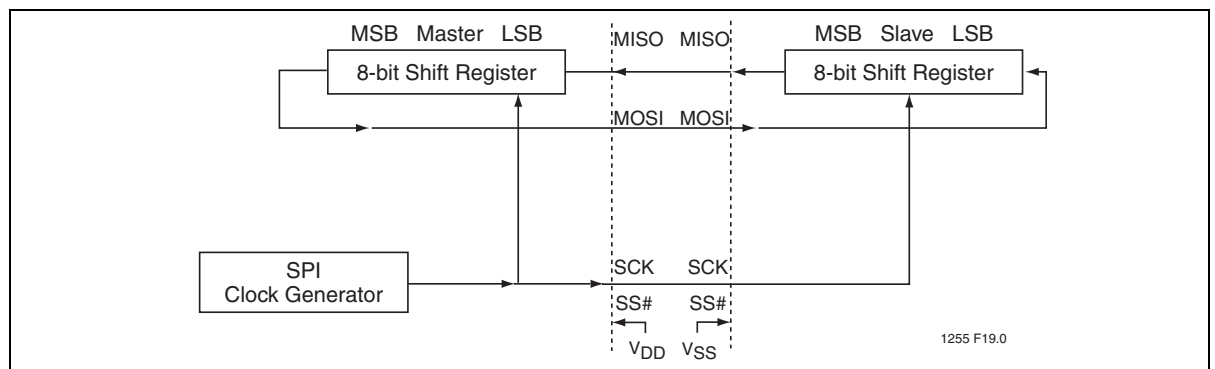 MSB Master LSB
MISO MISO
MSB Slave LSB
8-bit Shift Register
8-bit Shift Register
MOSI MOSI
SPI
Clock Generator
SCK SCK
SS# SS#
VDD VSS
1255 F19.0